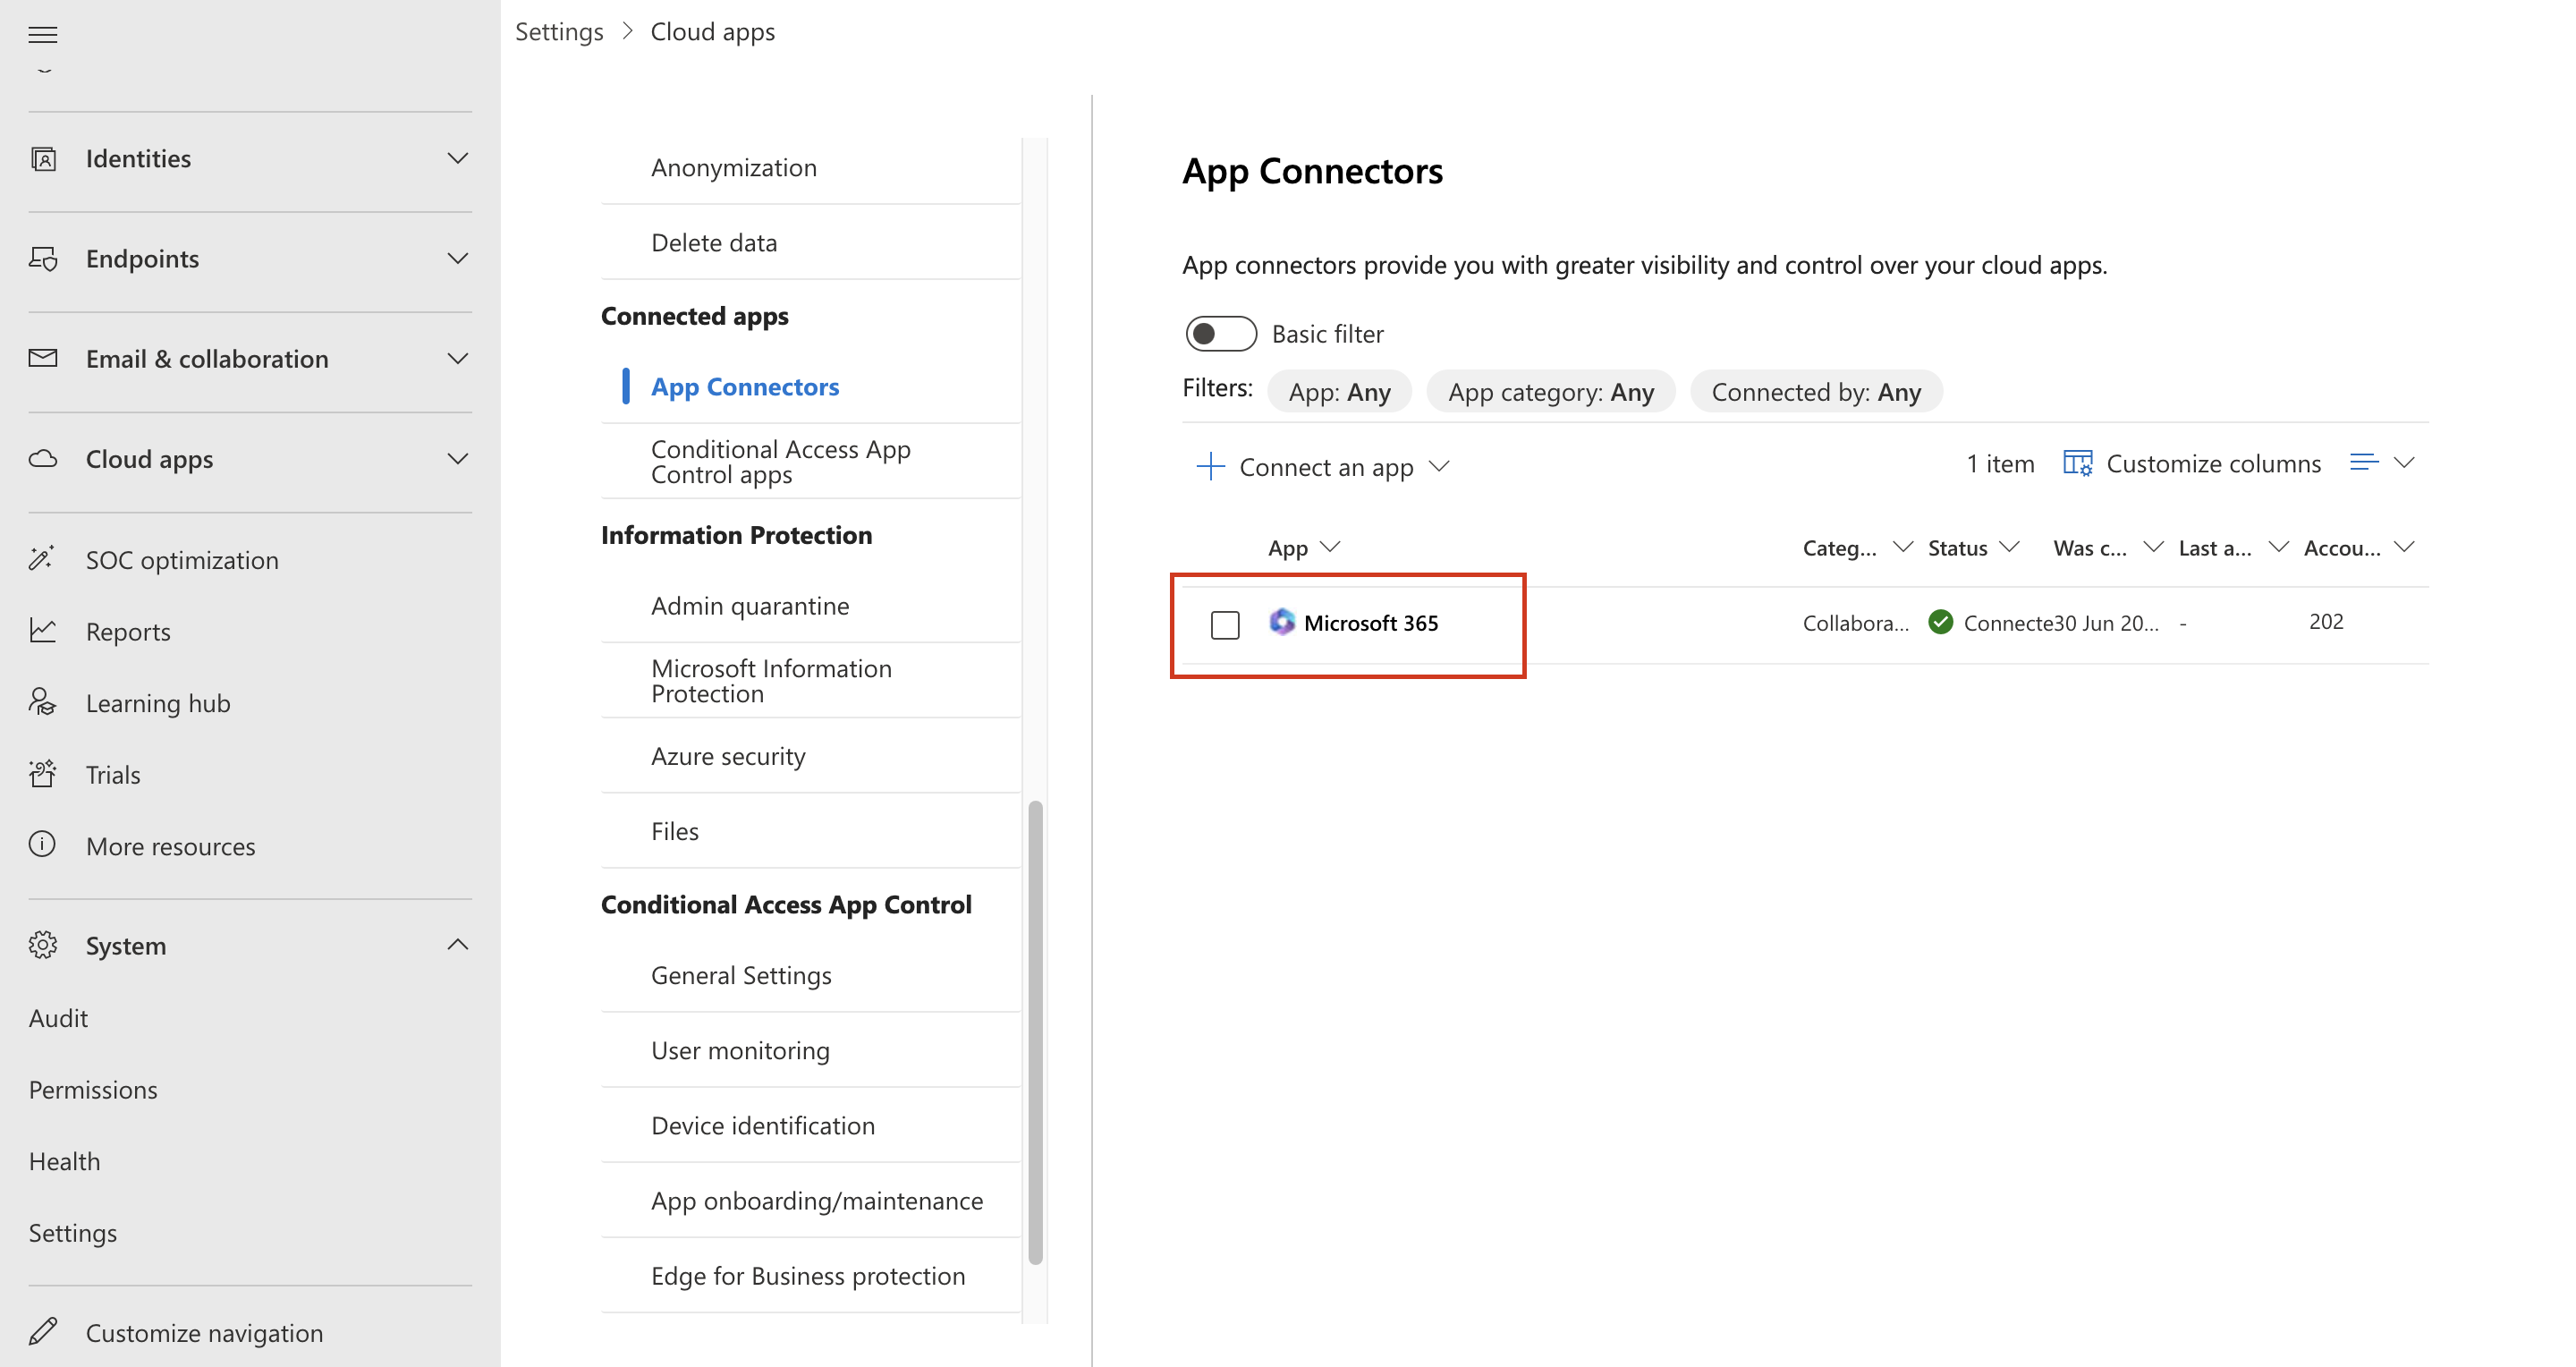 Settings > Cloud apps
Identities
Endpoints
Email & collaboration
Cloud apps
SOC optimization
Reports
Learning hub
Trials
More resources
System
Audit
Permissions
Health
Settings
Customize navigation
Anonymization
Delete data
Connected apps
App Connectors
Conditional Access App
Control apps
Information Protection
Admin quarantine
Microsoft Information
Protection
Azure security
Files
Conditional Access App Control
General Settings
User monitoring
Device identification
App onboarding/maintenance
Edge for Business protection
App Connectors
App connectors provide you with greater visibility and control over your cloud apps.
Basic filter
Filters: App: Any App category: Any Connected by: Any
Connect an app 1 item Customize columns
App Categ... Status Was c... Last a... Accou...
Microsoft 365 Collabora... Connecte30 Jun 20... - 202